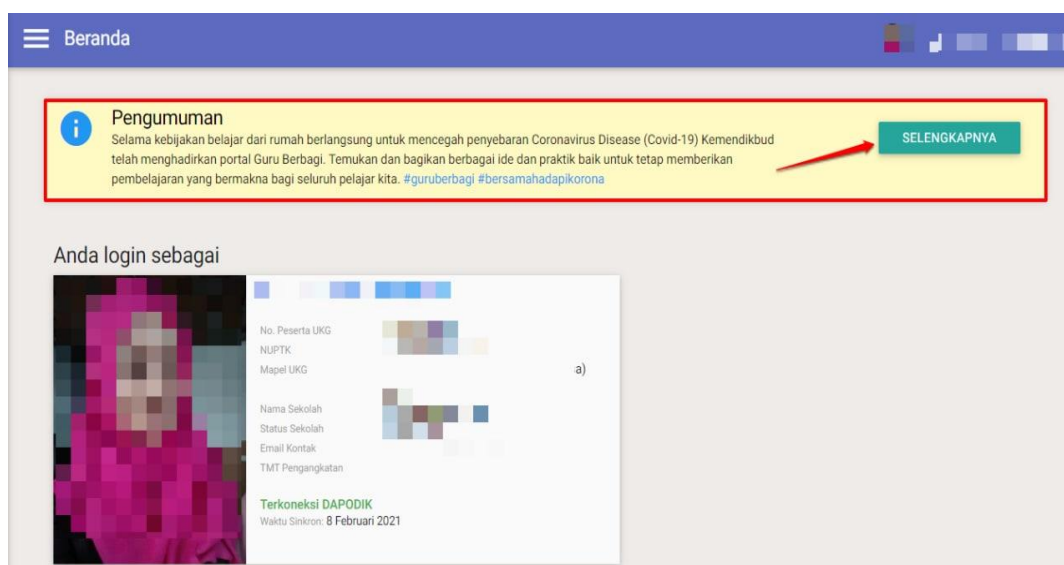 Beranda
Pengumuman
Selama kebijakan belajar dari rumah berlangsung untuk mencegah penyebaran Coronavirus Disease (Covid-19) Kemendikbud
telah menghadirkan portal Guru Berbagi. Temukan dan bagikan berbagai ide dan praktik baik untuk tetap memberikan
pembelajaran yang bermakna bagi seluruh pelajar kita. #guruberbagi #bersamahadapikorona
SELENGKAPNYA
Anda login sebagai
No. Peserta UKG
NUPTK
Mapel UKG
a)
Nama Sekolah
Status Sekolah
Email Kontak
TMT Pengangkatan
Terkoneksi DAPODIK
Waktu Sinkron: 8 Februari 2021